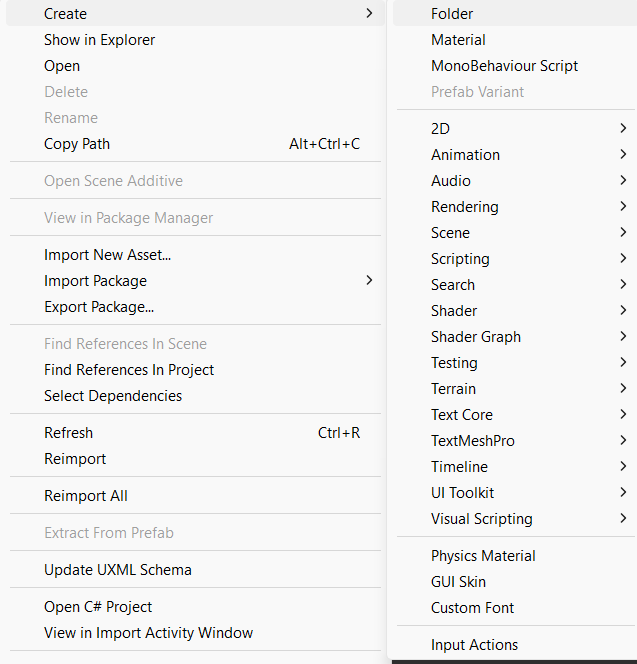 Create
Show in Explorer
Open
Delete
Rename
Copy Path Alt+Ctrl+C
Open Scene Additive
View in Package Manager
Import New Asset...
Import Package
Export Package...
Find References In Scene
Find References In Project
Select Dependencies
Refresh Ctrl+R
Reimport
Reimport All
Extract From Prefab
Update UXML Schema
Open C# Project
View in Import Activity Window
Folder
Material
MonoBehaviour Script
Prefab Variant
2D
Animation
Audio
Rendering
Scene
Scripting
Search
Shader
Shader Graph
Testing
Terrain
Text Core
TextMeshPro
Timeline
UI Toolkit
Visual Scripting
Physics Material
GUI Skin
Custom Font
Input Actions